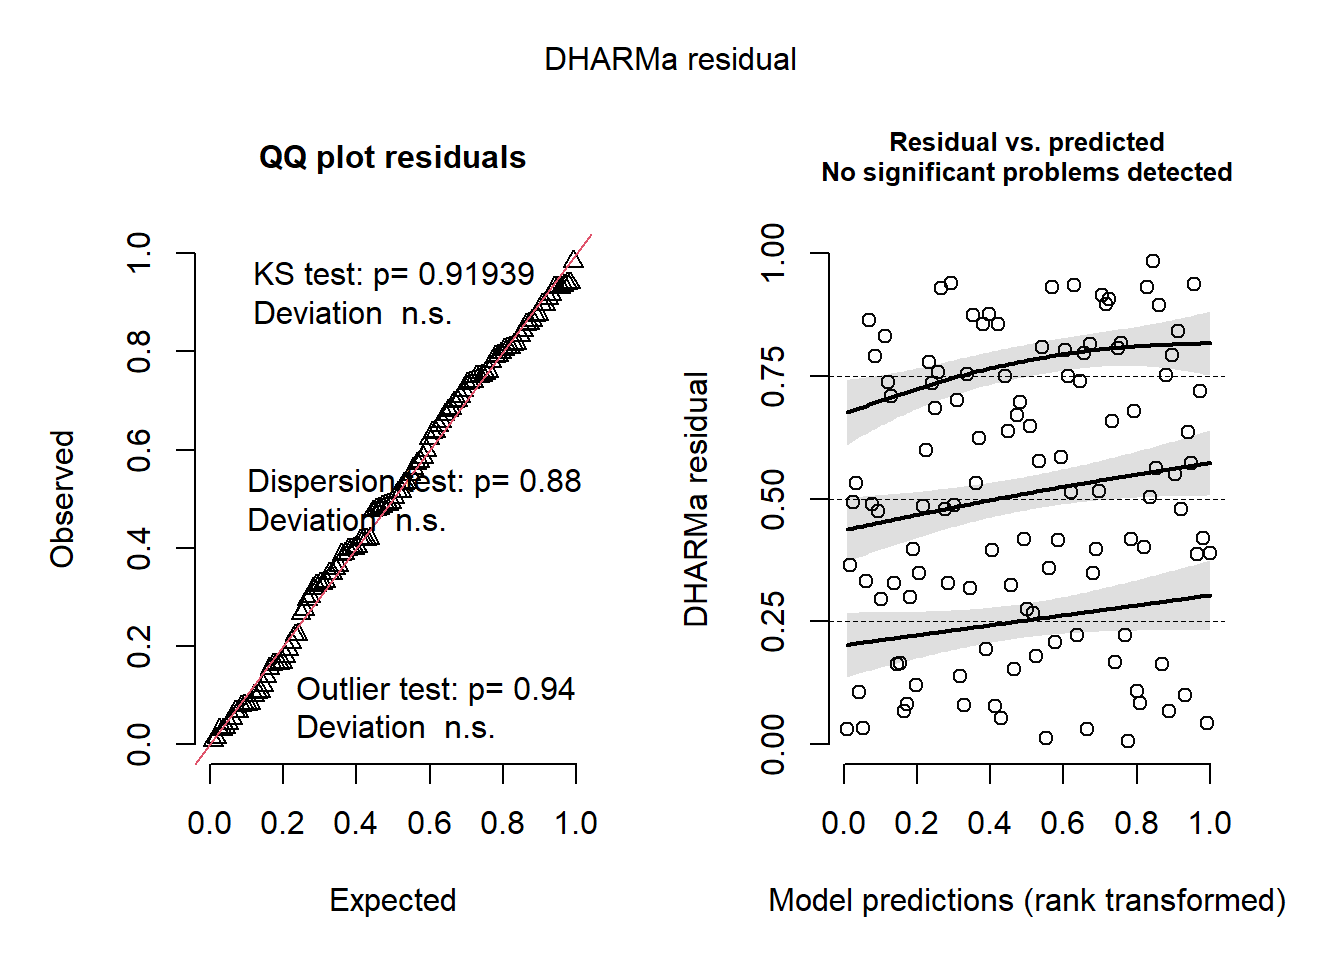 DHARMa residual
QQ plot residuals
KS test: p= 0.91939
Deviation  n.s.
Dispersion test: p= 0.88
Deviation  n.s.
Outlier test: p= 0.94
Deviation  n.s.
Observed
0.0 0.2 0.4 0.6 0.8 1.0
0.0 0.2 0.4 0.6 0.8 1.0
Expected
Residual vs. predicted
No significant problems detected
DHARMa residual
0.00 0.25 0.50 0.75 1.00
0.0 0.2 0.4 0.6 0.8 1.0
Model predictions (rank transformed)